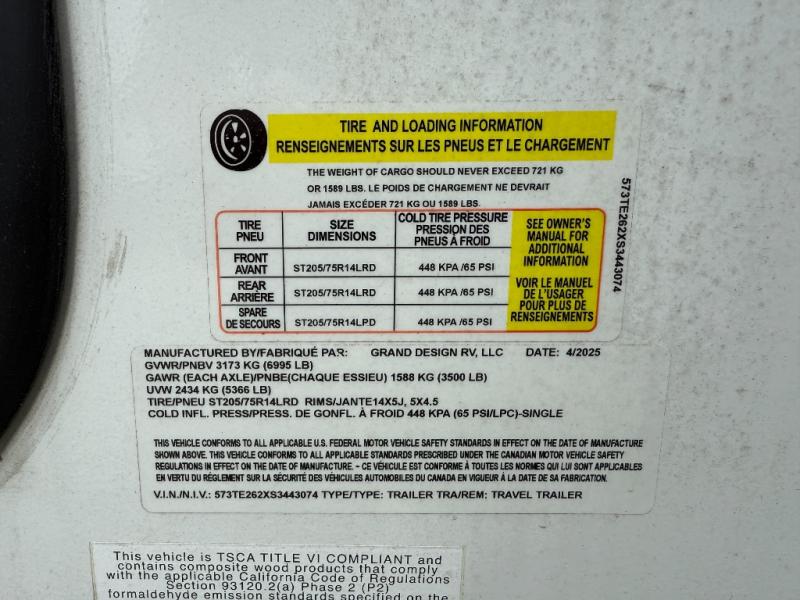 TIRE AND LOADING INFORMATION
RENSEIGNEMENTS SUR LES PNEUS ET LE CHARGEMENT
THE WEIGHT OF CARGO SHOULD NEVER EXCEED 721 KG
OR 1589 LBS. LE POIDS DE CHARGEMENT NE DEVRAIT
JAMAIS EXCÉDER 721 KG OU 1589 LBS.
TIRE
PNEU
SIZE
DIMENSIONS
COLD TIRE PRESSURE
PRESSION DES
PNEUS À FROID
FRONT
AVANT
ST205/75R14LRD
448 KPA /65 PSI
REAR
ARRIÈRE
ST205/75R14LRD
448 KPA /65 PSI
SPARE
DE SECOURS
ST205/75R14LPD
448 KPA /65 PSI
SEE OWNER'S
MANUAL FOR
ADDITIONAL
INFORMATION
VOIR LE MANUEL
DE L'USAGER
POUR PLUS DE
RENSEIGNEMENTS
573TE262XS3443074
MANUFACTURED BY/FABRIQUÉ PAR: GRAND DESIGN RV, LLC DATE: 4/2025
GVWR/PNBV 3173 KG (6995 LB)
GAWR (EACH AXLE)/PNBE(CHAQUE ESSIEU) 1588 KG (3500 LB)
UVW 2434 KG (5366 LB)
TIRE/PNEU ST205/75R14LRD RIMS/JANTE14X5J, 5X4.5
COLD INFL. PRESS/PRESS. DE GONFL. À FROID 448 KPA (65 PSI/LPC)-SINGLE
THIS VEHICLE CONFORMS TO ALL APPLICABLE U.S. FEDERAL MOTOR VEHICLE SAFETY STANDARDS IN EFFECT ON THE DATE OF MANUFACTURE
SHOWN ABOVE. THIS VEHICLE CONFORMS TO ALL APPLICABLE STANDARDS PRESCRIBED UNDER THE CANADIAN MOTOR VEHICLE SAFETY
REGULATIONS IN EFFECT ON THE DATE OF MANUFACTURE. - CE VÉHICULE EST CONFORME À TOUTES LES NORMES QUI LUI SONT APPLICABLES
EN VERTU DU RÉGLEMENT SUR LA SÉCURITÉ DES VÉHICULES AUTOMOBILES DU CANADA EN VIGUEUR À LA DATE DE SA FABRICATION.
V.I.N./N.I.V.: 573TE262XS3443074 TYPE/TYPE: TRAILER TRA/REM: TRAVEL TRAILER
This vehicle is TSCA TITLE VI COMPLIANT and
contains composite wood products that comply
with the applicable California Code of Regulations
Section 93120.2(a) Phase 2 (P2)
formaldehyde emission standards specified on the